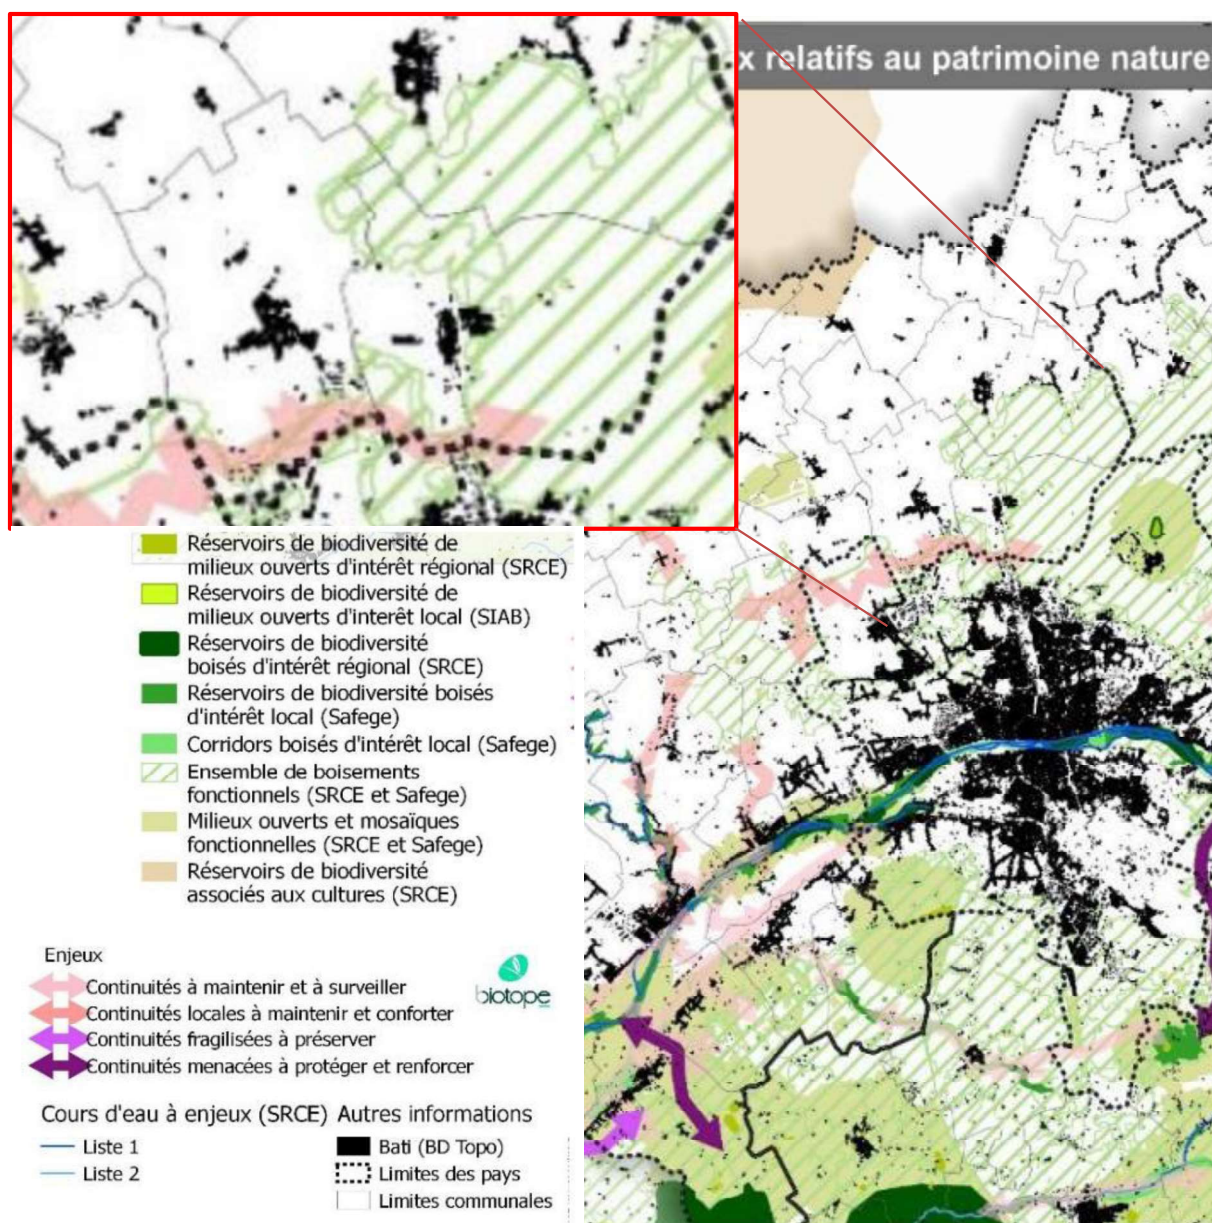 x relatifs au patrimoine nature
Réservoirs de biodiversité de
milieux ouverts d'intérêt régional (SRCE)
Réservoirs de biodiversité de
milieux ouverts d'interêt local (SIAB)
Réservoirs de biodiversité
boisés d'intérêt régional (SRCE)
Réservoirs de biodiversité boisés
d'intérêt local (Safege)
Corridors boisés d'intérêt local (Safege)
Ensemble de boisements
fonctionnels (SRCE et Safege)
Milieux ouverts et mosaïques
fonctionnelles (SRCE et Safege)
Réservoirs de biodiversité
associés aux cultures (SRCE)
Enjeux
Continuités à maintenir et à surveiller
Continuités locales à maintenir et conforter
Continuités fragilisées à préserver
Continuités menacées à protéger et renforcer
biotope
Cours d'eau à enjeux (SRCE)
Liste 1
Liste 2
Autres informations
Bati (BD Topo)
Limites des pays
Limites communales